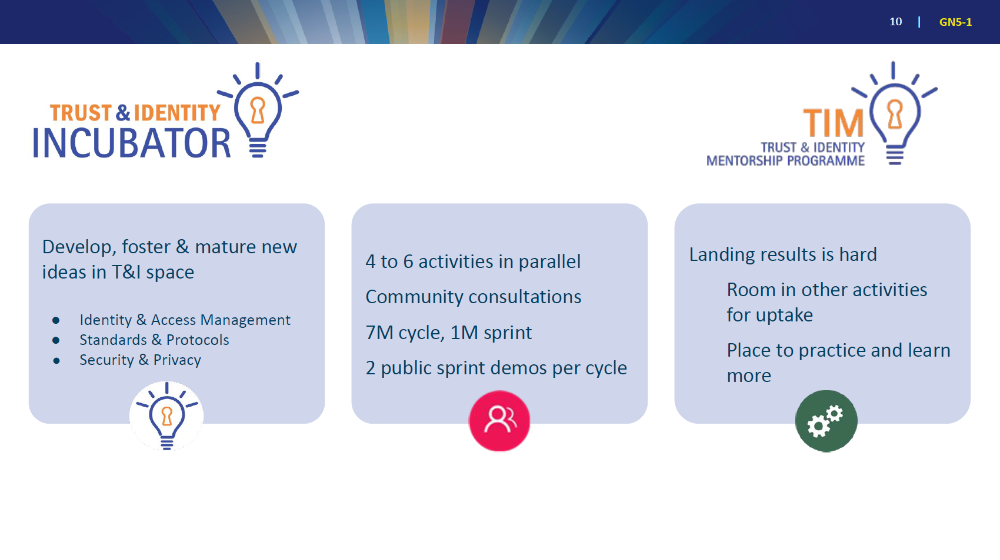 10 | GN5-1
TRUST & IDENTITY
INCUBATOR
TIM
TRUST & IDENTITY
MENTORSHIP PROGRAMME
Develop, foster & mature new
ideas in T&I space
● Identity & Access Management
● Standards & Protocols
● Security & Privacy
4 to 6 activities in parallel
Community consultations
7M cycle, 1M sprint
2 public sprint demos per cycle
Landing results is hard
Room in other activities
for uptake
Place to practice and learn
more